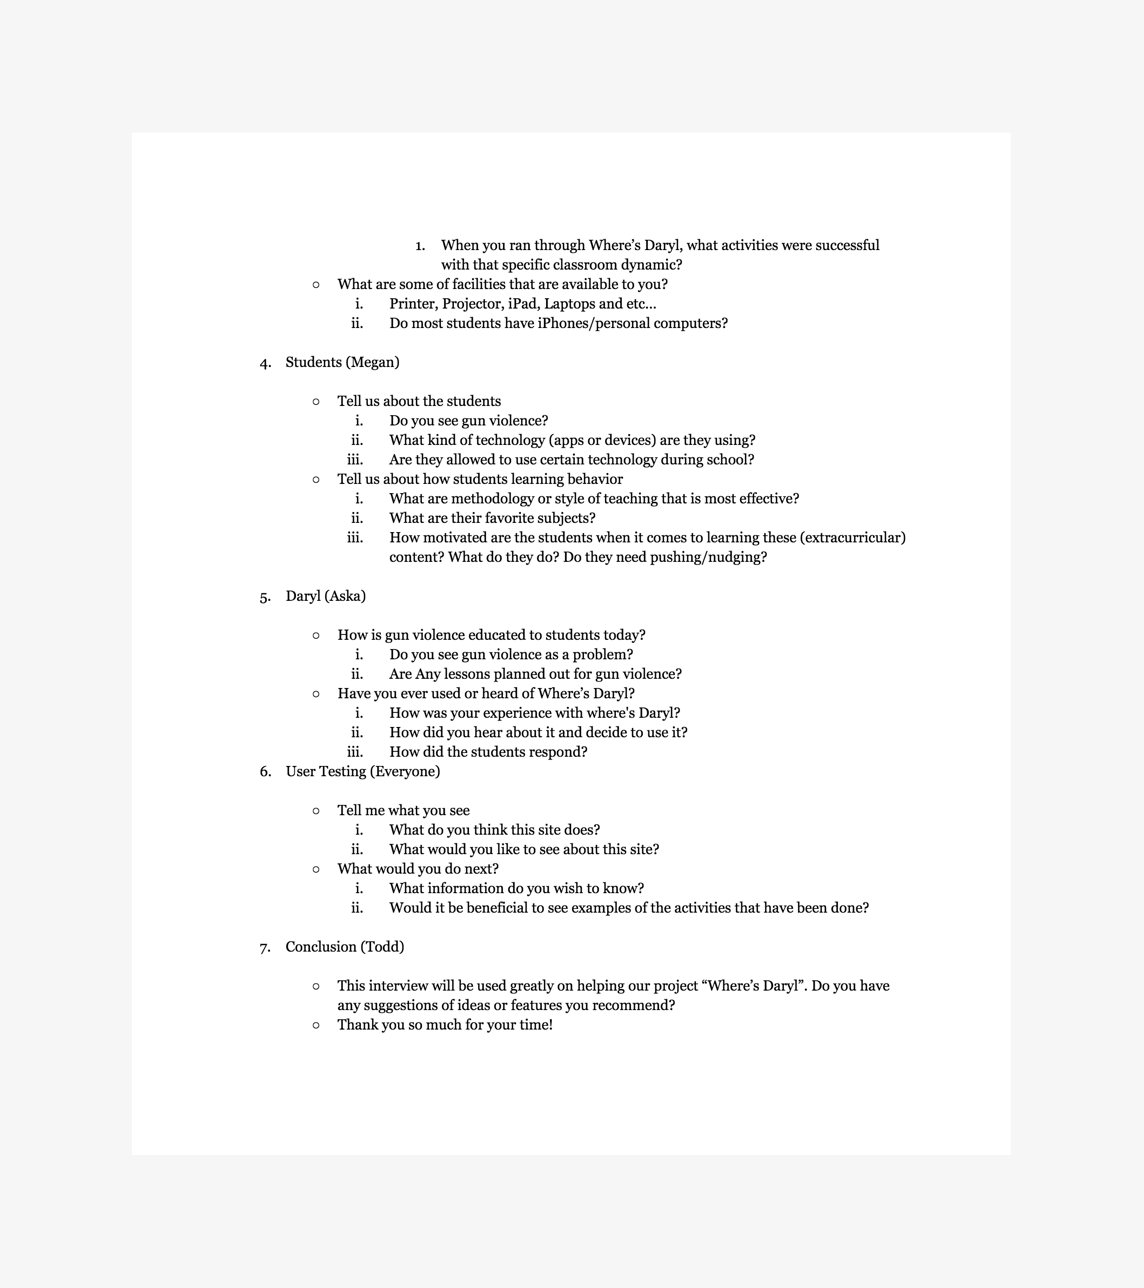 1. When you ran through Where’s Daryl, what activities were successful
with that specific classroom dynamic?
○ What are some of facilities that are available to you?
i. Printer, Projector, iPad, Laptops and etc...
ii. Do most students have iPhones/personal computers?
4. Students (Megan)
○ Tell us about the students
i. Do you see gun violence?
ii. What kind of technology (apps or devices) are they using?
iii. Are they allowed to use certain technology during school?
○ Tell us about how students learning behavior
i. What are methodology or style of teaching that is most effective?
ii. What are their favorite subjects?
iii. How motivated are the students when it comes to learning these (extracurricular)
content? What do they do? Do they need pushing/nudging?
5. Daryl (Aska)
○ How is gun violence educated to students today?
i. Do you see gun violence as a problem?
ii. Are Any lessons planned out for gun violence?
○ Have you ever used or heard of Where’s Daryl?
i. How was your experience with where's Daryl?
ii. How did you hear about it and decide to use it?
iii. How did the students respond?
6. User Testing (Everyone)
○ Tell me what you see
i. What do you think this site does?
ii. What would you like to see about this site?
○ What would you do next?
i. What information do you wish to know?
ii. Would it be beneficial to see examples of the activities that have been done?
7. Conclusion (Todd)
○ This interview will be used greatly on helping our project “Where’s Daryl”. Do you have
any suggestions of ideas or features you recommend?
○ Thank you so much for your time!